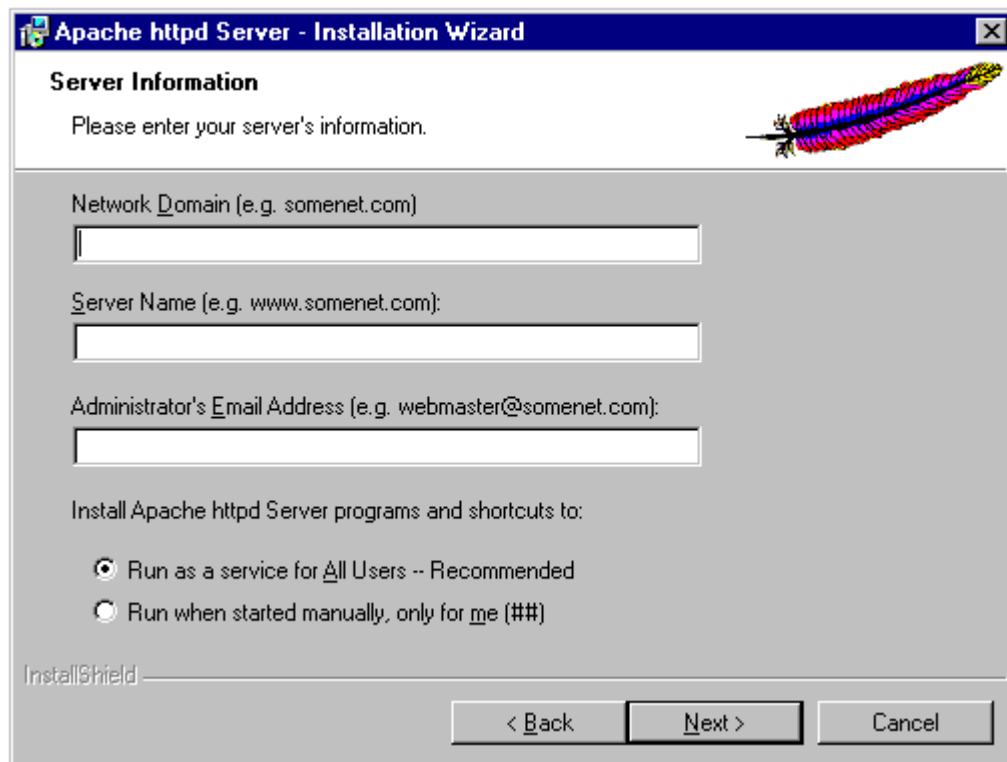 Apache httpd Server - Installation Wizard
Server Information
Please enter your server's information.
Network Domain (e.g. somenet.com)
Server Name (e.g. www.somenet.com):
Administrator's Email Address (e.g. webmaster@somenet.com):
Install Apache httpd Server programs and shortcuts to:
Run as a service for All Users -- Recommended
Run when started manually, only for me (##)
InstallShield
< Back Next > Cancel